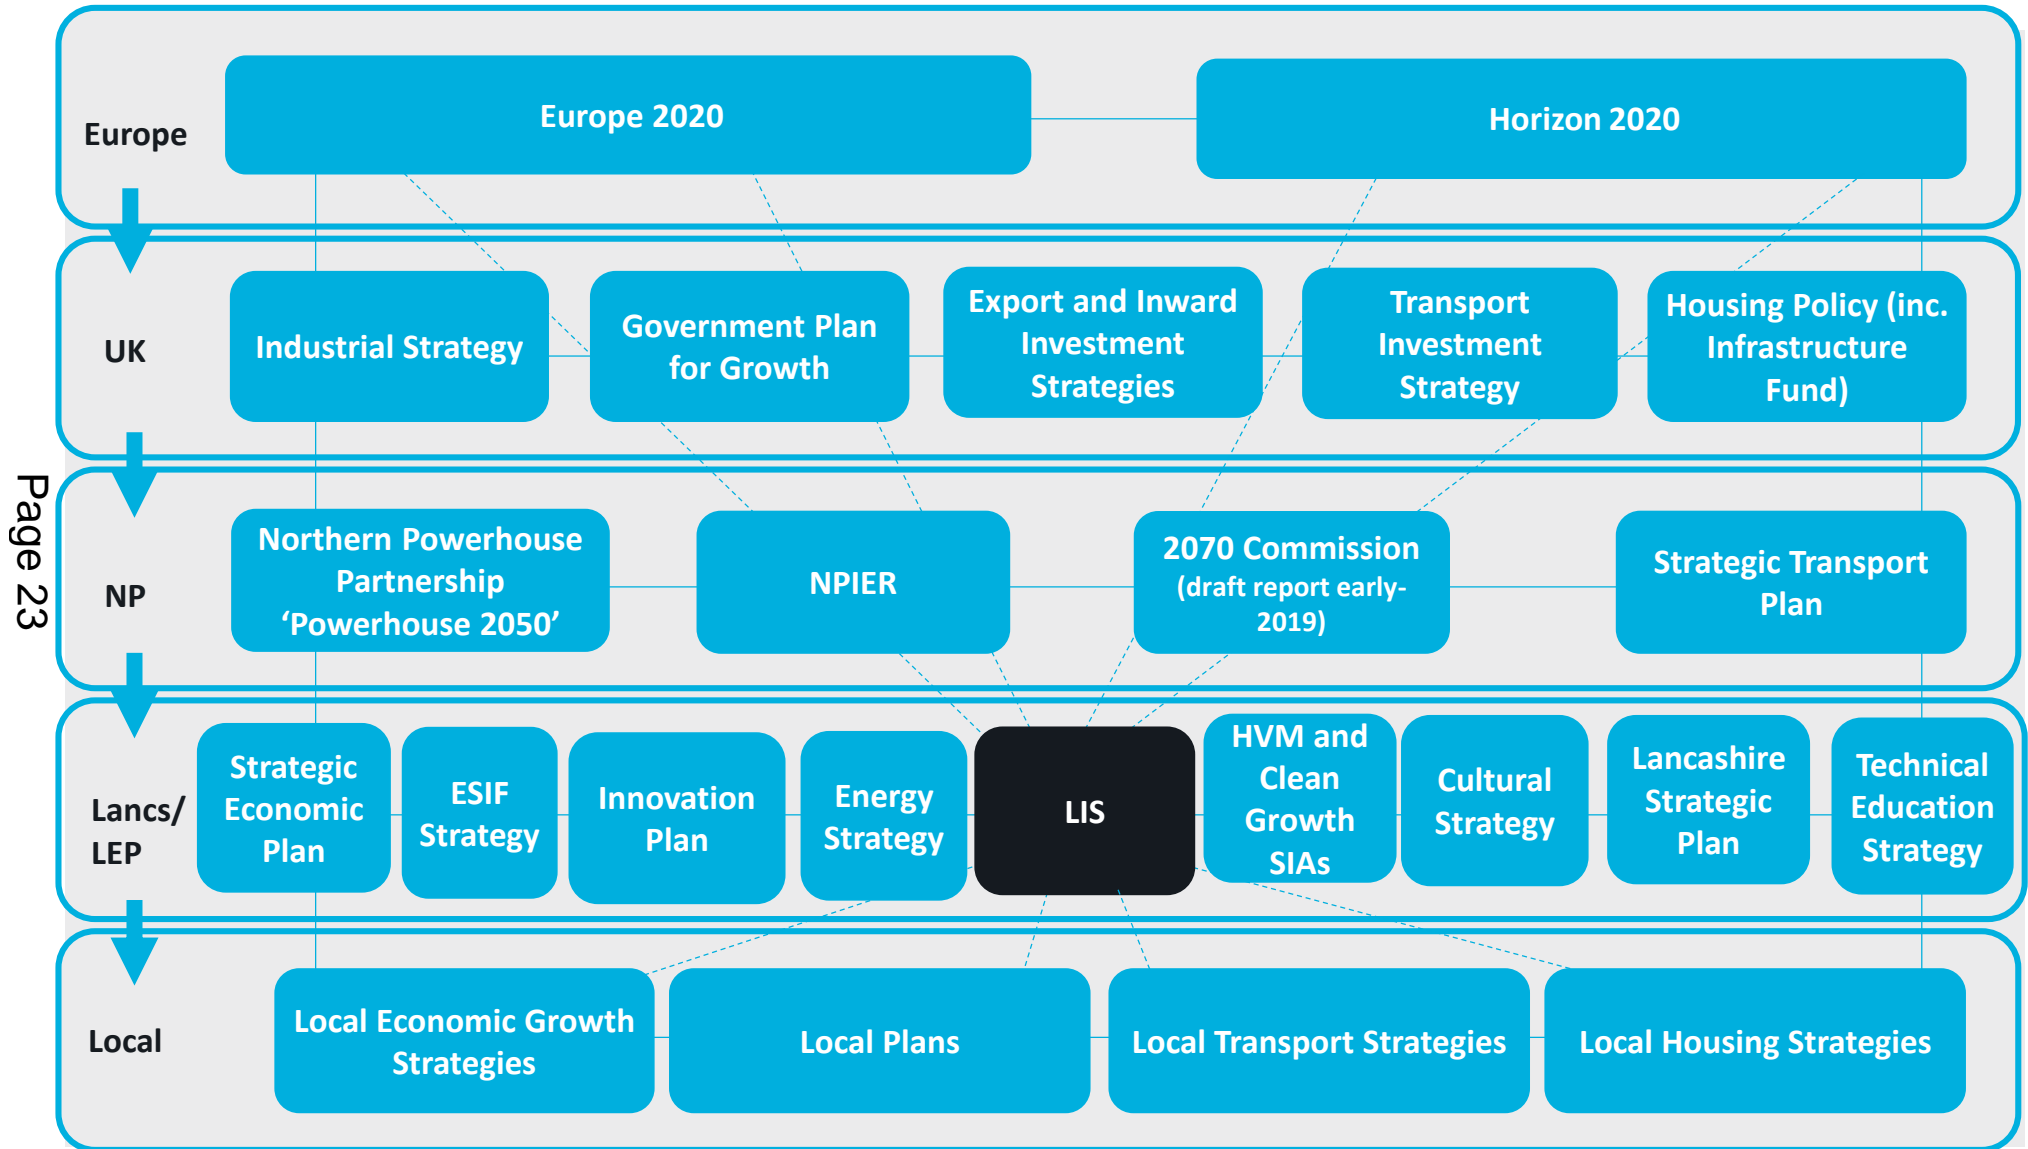 Europe
Europe 2020
Horizon 2020
UK
Industrial Strategy
Government Plan
for Growth
Export and Inward
Investment
Strategies
Transport
Investment
Strategy
Housing Policy (inc.
Infrastructure
Fund)
Page 23
NP
Northern Powerhouse
Partnership
‘Powerhouse 2050’
NPIER
2070 Commission
(draft report early-
2019)
Strategic Transport
Plan
Lancs/
LEP
Strategic
Economic
Plan
ESIF
Strategy
Innovation
Plan
Energy
Strategy
LIS
HVM and
Clean
Growth
SIAs
Cultural
Strategy
Lancashire
Strategic
Plan
Technical
Education
Strategy
Local
Local Economic Growth
Strategies
Local Plans
Local Transport Strategies
Local Housing Strategies